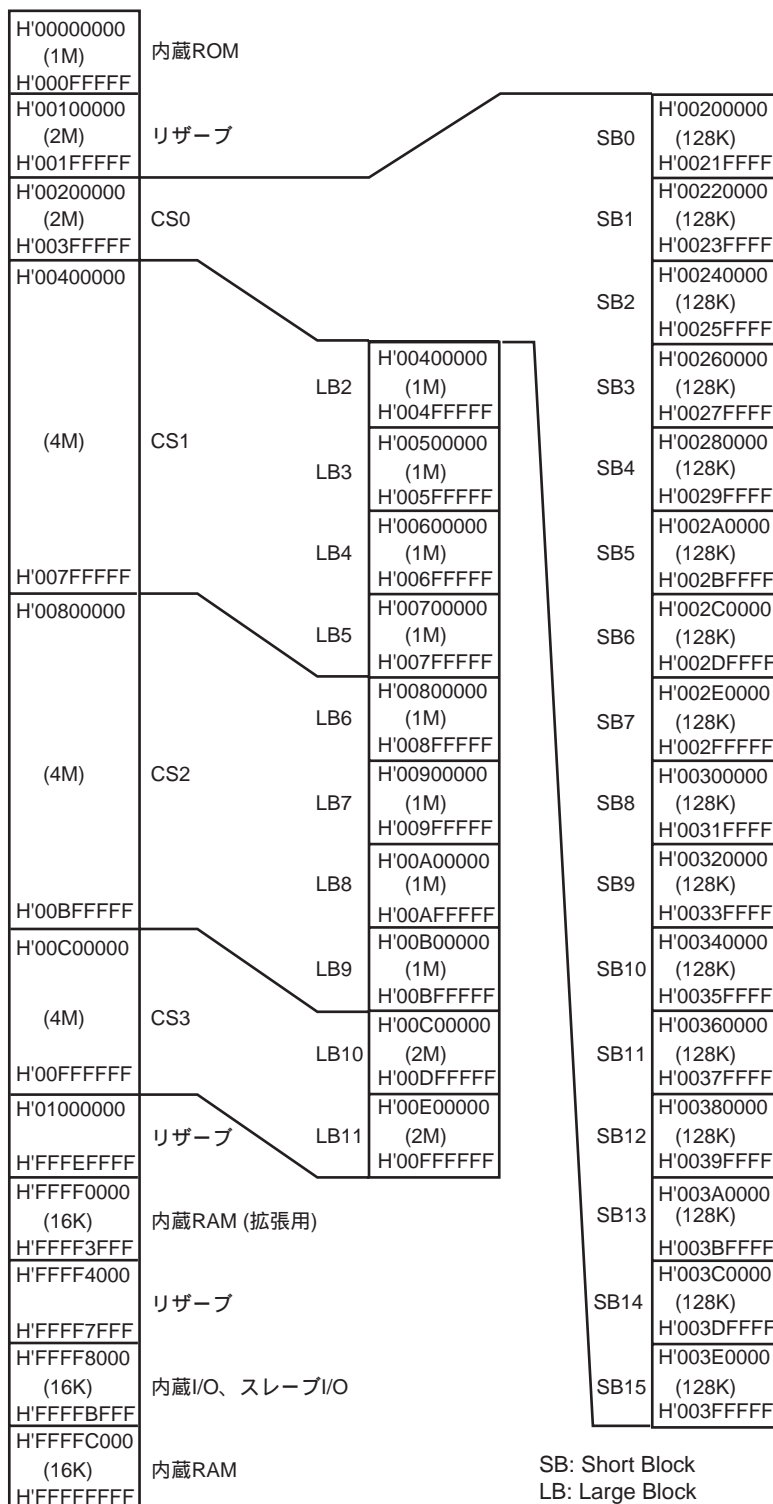 H'00000000
(1M)
H'000FFFFF
内蔵ROM
H'00100000
(2M)
H'001FFFFF
リザーブ
H'00200000
(2M)
H'003FFFFF
CS0
H'00400000
(4M)
H'007FFFFF
CS1
H'00800000
(4M)
H'00BFFFFF
CS2
H'00C00000
(4M)
H'00FFFFFF
CS3
H'01000000
H'FFFEFFFF
リザーブ
H'FFFF0000
(16K)
H'FFFF3FFF
内蔵RAM (拡張用)
H'FFFF4000
H'FFFF7FFF
リザーブ
H'FFFF8000
(16K)
H'FFFFBFFF
内蔵I/O、スレーブI/O
H'FFFFC000
(16K)
H'FFFFFFFF
内蔵RAM
LB2
H'00400000
(1M)
H'004FFFFF
LB3
H'00500000
(1M)
H'005FFFFF
LB4
H'00600000
(1M)
H'006FFFFF
LB5
H'00700000
(1M)
H'007FFFFF
LB6
H'00800000
(1M)
H'008FFFFF
LB7
H'00900000
(1M)
H'009FFFFF
LB8
H'00A00000
(1M)
H'00AFFFFF
LB9
H'00B00000
(1M)
H'00BFFFFF
LB10
H'00C00000
(2M)
H'00DFFFFF
LB11
H'00E00000
(2M)
H'00FFFFFF
SB0
H'00200000
(128K)
H'0021FFFF
SB1
H'00220000
(128K)
H'0023FFFF
SB2
H'00240000
(128K)
H'0025FFFF
SB3
H'00260000
(128K)
H'0027FFFF
SB4
H'00280000
(128K)
H'0029FFFF
SB5
H'002A0000
(128K)
H'002BFFFF
SB6
H'002C0000
(128K)
H'002DFFFF
SB7
H'002E0000
(128K)
H'002FFFFF
SB8
H'00300000
(128K)
H'0031FFFF
SB9
H'00320000
(128K)
H'0033FFFF
SB10
H'00340000
(128K)
H'0035FFFF
SB11
H'00360000
(128K)
H'0037FFFF
SB12
H'00380000
(128K)
H'0039FFFF
SB13
H'003A0000
(128K)
H'003BFFFF
SB14
H'003C0000
(128K)
H'003DFFFF
SB15
H'003E0000
(128K)
H'003FFFFF
SB: Short Block
LB: Large Block